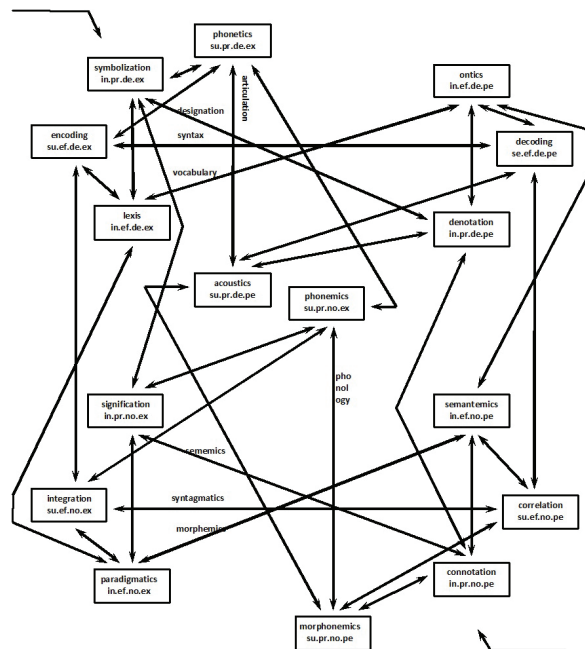 phonetics
su.pr.de.ex
symbolization
in.pr.de.ex
ontics
in.ef.de.pe
articulation
designation
encoding
su.ef.de.ex
syntax
decoding
se.ef.de.pe
vocabulary
lexis
in.ef.de.ex
denotation
in.pr.de.pe
acoustics
su.pr.de.pe
phonemics
su.pr.no.ex
pho
nol
ogy
signification
in.pr.no.ex
semantemics
in.ef.no.pe
sememics
integration
su.ef.no.ex
syntagmatics
correlation
su.ef.no.pe
morphemics
paradigmatics
in.ef.no.ex
connotation
in.pr.no.pe
morphonemics
su.pr.no.pe